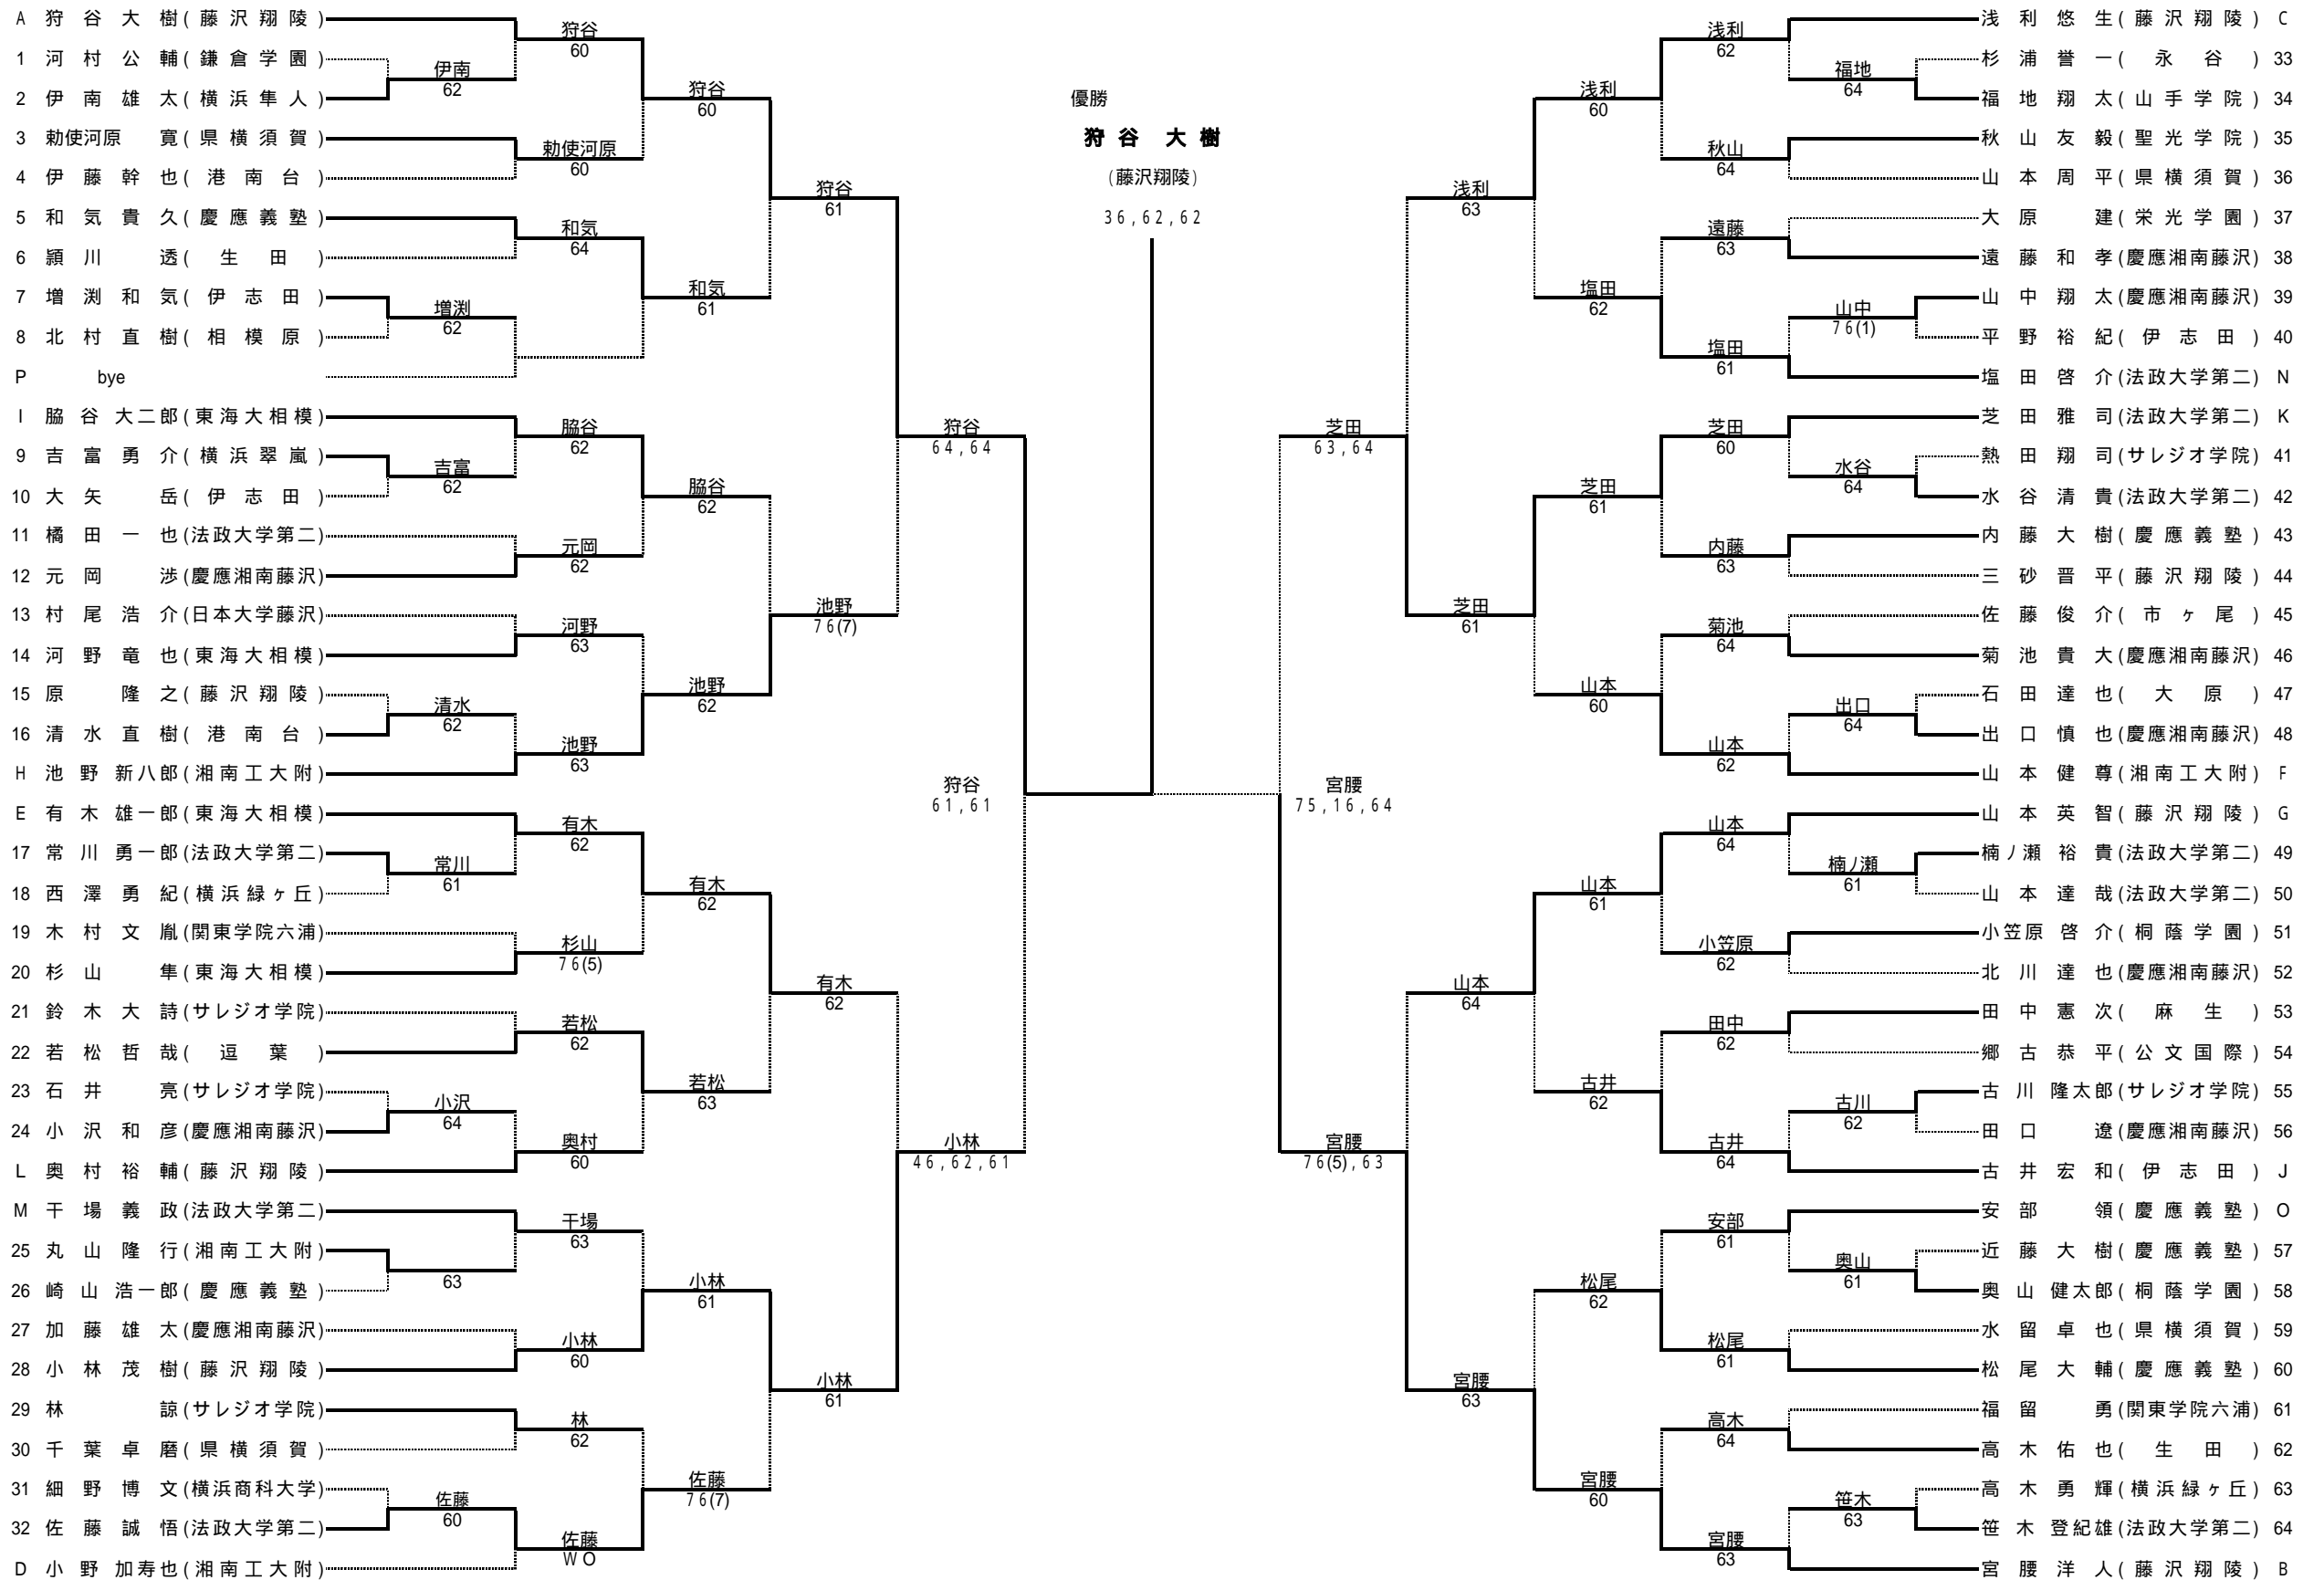 A 狩谷大樹(藤沢翔陵)
1 河村公輔(鎌倉学園)
2 伊南雄太(横浜隼人)
3 勅使河原 寛(県横須賀)
4 伊藤幹也(港南台)
5 和気貴久(慶應義塾)
6 潁川 透(生田)
7 増渕和気(伊志田)
8 北村直樹(相模原)
P bye
I 脇谷大二郎(東海大相模)
9 吉富勇介(横浜翠嵐)
10 大矢 岳(伊志田)
11 橘田一也(法政大学第二)
12 元岡 渉(慶應湘南藤沢)
13 村尾浩介(日本大学藤沢)
14 河野竜也(東海大相模)
15 原 隆之(藤沢翔陵)
16 清水直樹(港南台)
H 池野新八郎(湘南工大附)
E 有木雄一郎(東海大相模)
17 常川勇一郎(法政大学第二)
18 西澤勇紀(横浜緑ヶ丘)
19 木村文胤(関東学院六浦)
20 杉山 隼(東海大相模)
21 鈴木大詩(サレジオ学院)
22 若松哲哉(逗葉)
23 石井 亮(サレジオ学院)
24 小沢和彦(慶應湘南藤沢)
L 奥村裕輔(藤沢翔陵)
M 干場義政(法政大学第二)
25 丸山隆行(湘南工大附)
26 崎山浩一郎(慶應義塾)
27 加藤雄太(慶應湘南藤沢)
28 小林茂樹(藤沢翔陵)
29 林 諒(サレジオ学院)
30 千葉卓磨(県横須賀)
31 細野博文(横浜商科大学)
32 佐藤誠悟(法政大学第二)
D 小野加寿也(湘南工大附)
伊南
62
増渕
62
吉富
62
清水
62
常川
61
小沢
64
63
佐藤
60
狩谷
60
勅使河原
60
和気
64
脇谷
62
元岡
62
河野
63
池野
63
有木
62
杉山
76(5)
若松
62
奥村
60
干場
63
小林
60
林
62
佐藤
WO
狩谷
60
和気
61
脇谷
62
池野
62
有木
62
若松
63
小林
61
佐藤
76(7)
狩谷
61
池野
76(7)
有木
62
小林
61
狩谷
64,64
小林
46,62,61
狩谷
61,61
優勝
狩谷 大樹
(藤沢翔陵)
36,62,62
宮腰
75,16,64
芝田
63,64
宮腰
76(5),63
浅利
63
芝田
61
山本
64
宮腰
63
浅利
60
塩田
62
芝田
61
山本
60
山本
61
古井
62
松尾
62
宮腰
60
浅利
62
秋山
64
遠藤
63
塩田
61
芝田
60
内藤
63
菊池
64
山本
62
山本
64
小笠原
62
田中
62
古井
64
安部
61
松尾
61
高木
64
宮腰
63
福地
64
山中
76(1)
水谷
64
出口
64
楠ノ瀬
61
古川
62
奥山
61
笹木
63
浅利悠生(藤沢翔陵) C
杉浦誉一(永谷) 33
福地翔太(山手学院) 34
秋山友毅(聖光学院) 35
山本周平(県横須賀) 36
大原 建(栄光学園) 37
遠藤和孝(慶應湘南藤沢) 38
山中翔太(慶應湘南藤沢) 39
平野裕紀(伊志田) 40
塩田啓介(法政大学第二) N
芝田雅司(法政大学第二) K
熱田翔司(サレジオ学院) 41
水谷清貴(法政大学第二) 42
内藤大樹(慶應義塾) 43
三砂晋平(藤沢翔陵) 44
佐藤俊介(市ヶ尾) 45
菊池貴大(慶應湘南藤沢) 46
石田達也(大原) 47
出口慎也(慶應湘南藤沢) 48
山本健尊(湘南工大附) F
山本英智(藤沢翔陵) G
楠ノ瀬裕貴(法政大学第二) 49
山本達哉(法政大学第二) 50
小笠原啓介(桐蔭学園) 51
北川達也(慶應湘南藤沢) 52
田中憲次(麻生) 53
郷古恭平(公文国際) 54
古川隆太郎(サレジオ学院) 55
田口 遼(慶應湘南藤沢) 56
古井宏和(伊志田) J
安部 領(慶應義塾) O
近藤大樹(慶應義塾) 57
奥山健太郎(桐蔭学園) 58
水留卓也(県横須賀) 59
松尾大輔(慶應義塾) 60
福留 勇(関東学院六浦) 61
高木佑也(生田) 62
高木勇輝(横浜緑ヶ丘) 63
笹木登紀雄(法政大学第二) 64
宮腰洋人(藤沢翔陵) B